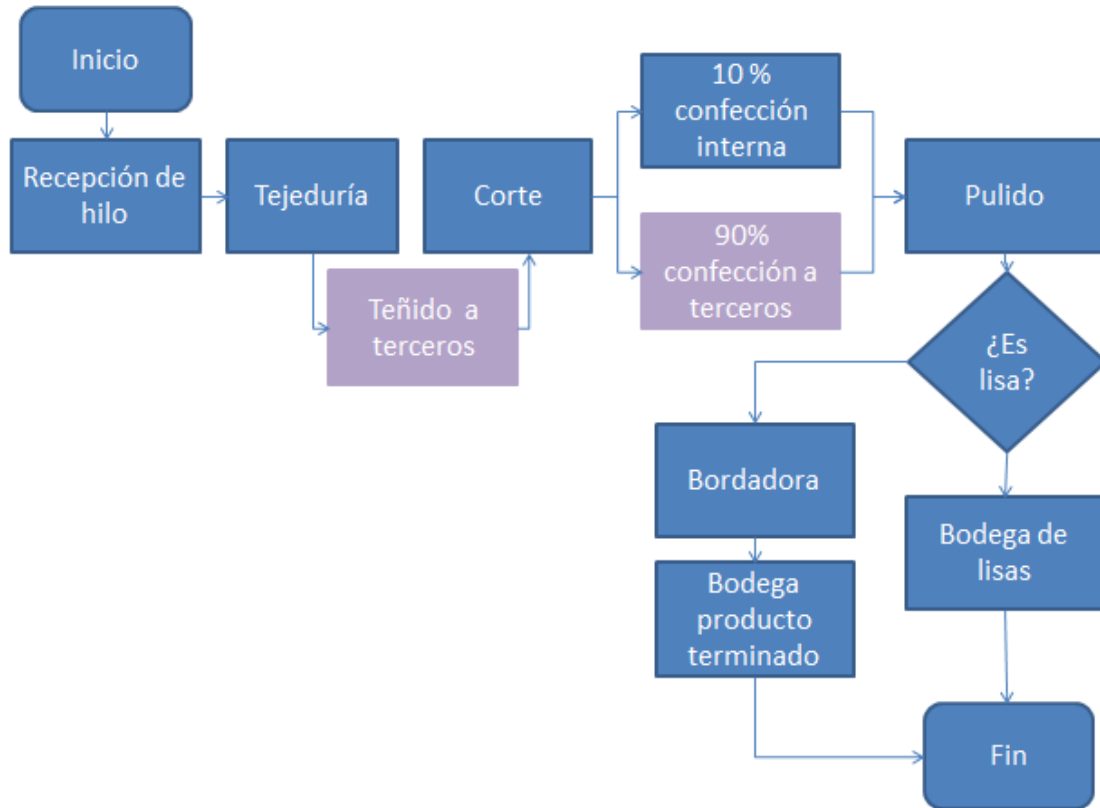 Inicio
Recepción de
hilo
Tejeduría
Teñido  a
terceros
Corte
10 %
confección
interna
90%
confección a
terceros
Pulido
¿Es
lisa?
Bordadora
Bodega
producto
terminado
Bodega de
lisas
Fin